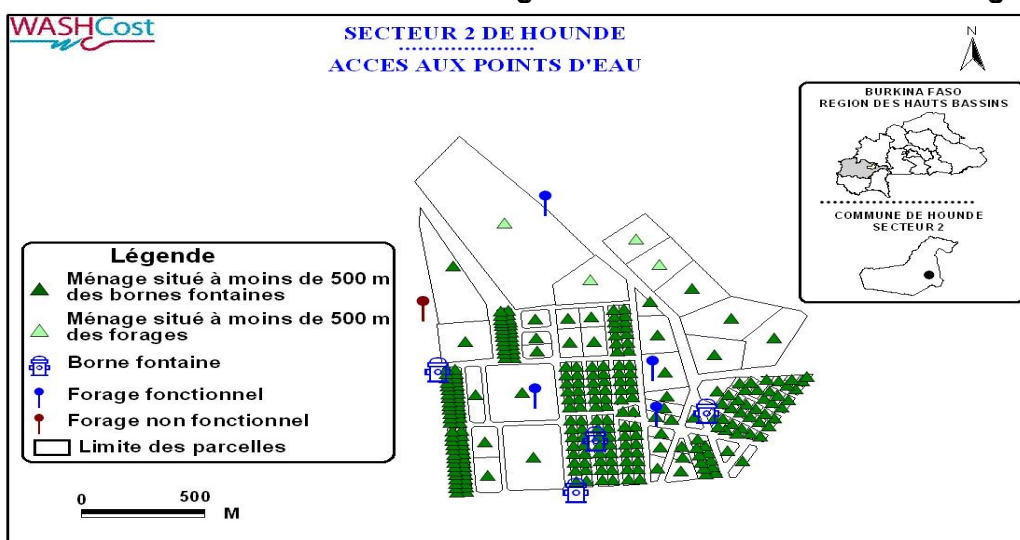 WASHCost
SECTEUR 2 DE HOUNDE
ACCES AUX POINTS D'EAU
N
BURKINA FASO
REGION DES HAUTS BASSINS
COMMUNE DE HOUNDE
SECTEUR 2
Légende
Ménage situé à moins de 500 m
des bornes fontaines
Ménage situé à moins de 500 m
des forages
Borne fontaine
Forage fonctionnel
Forage non fonctionnel
Limite des parcelles
0 500
M